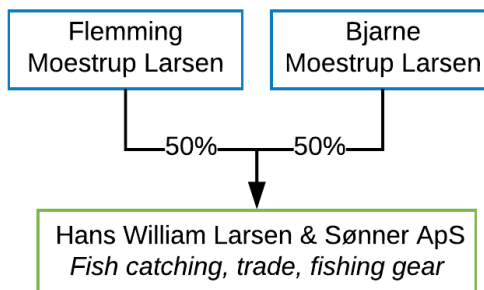 Flemming
Moestrup Larsen
Bjarne
Moestrup Larsen
50%
50%
Hans William Larsen & Sønner ApS
Fish catching, trade, fishing gear